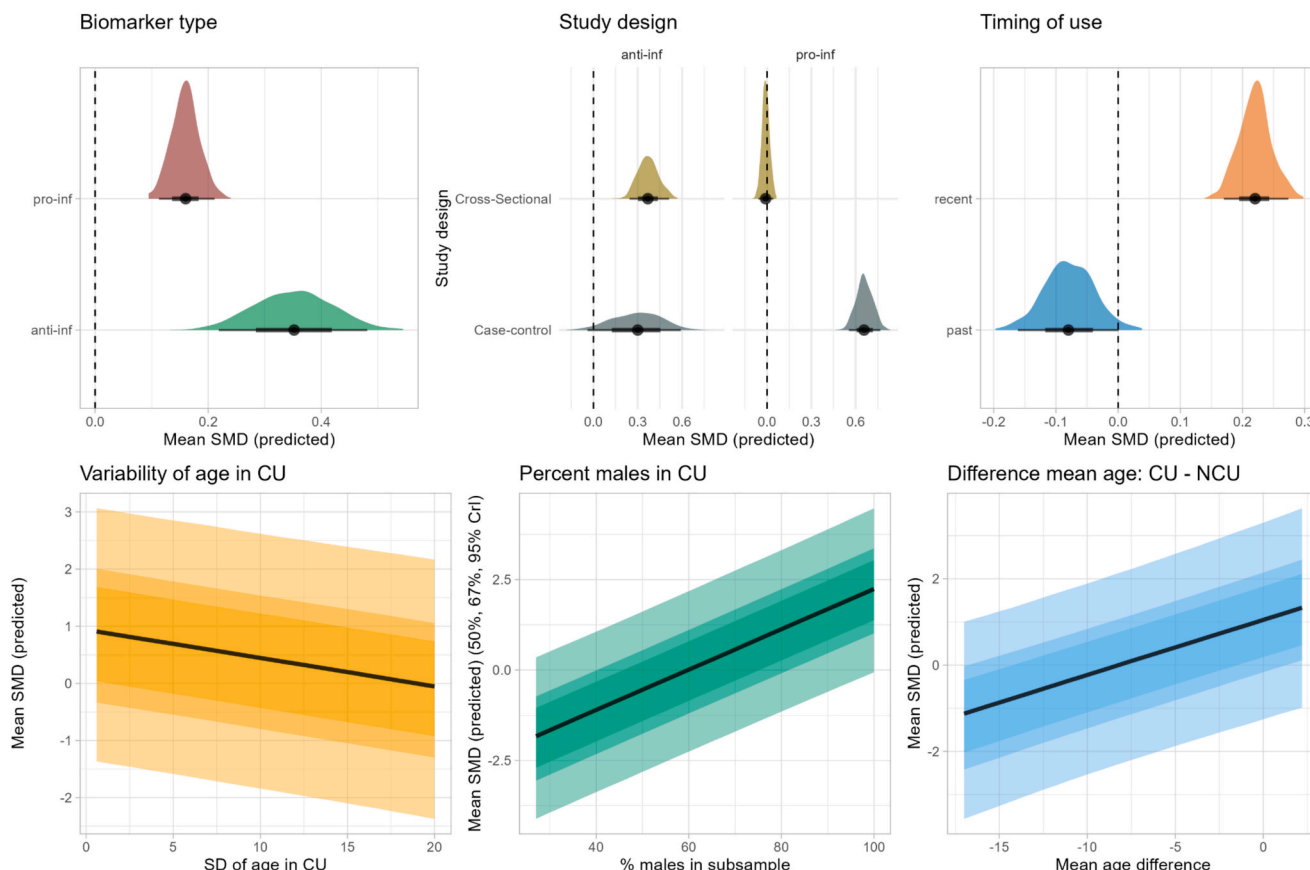 Biomarker type
pro-inf
anti-inf
0.0 0.2 0.4
Mean SMD (predicted)
Study design
anti-inf pro-inf
Study design
Cross-Sectional
Case-control
0.0 0.3 0.6 0.0 0.3 0.6
Mean SMD (predicted)
Timing of use
recent
past
-0.2 -0.1 0.0 0.1 0.2 0.3
Mean SMD (predicted)
Variability of age in CU
Mean SMD (predicted)
3
2
1
0
-1
-2
0 5 10 15 20
SD of age in CU
Percent males in CU
Mean SMD (predicted) (50%, 67%, 95% CrI)
2.5
0.0
-2.5
40 60 80 100
% males in subsample
Difference mean age: CU - NCU
Mean SMD (predicted)
2
0
-2
-15 -10 -5 0
Mean age difference